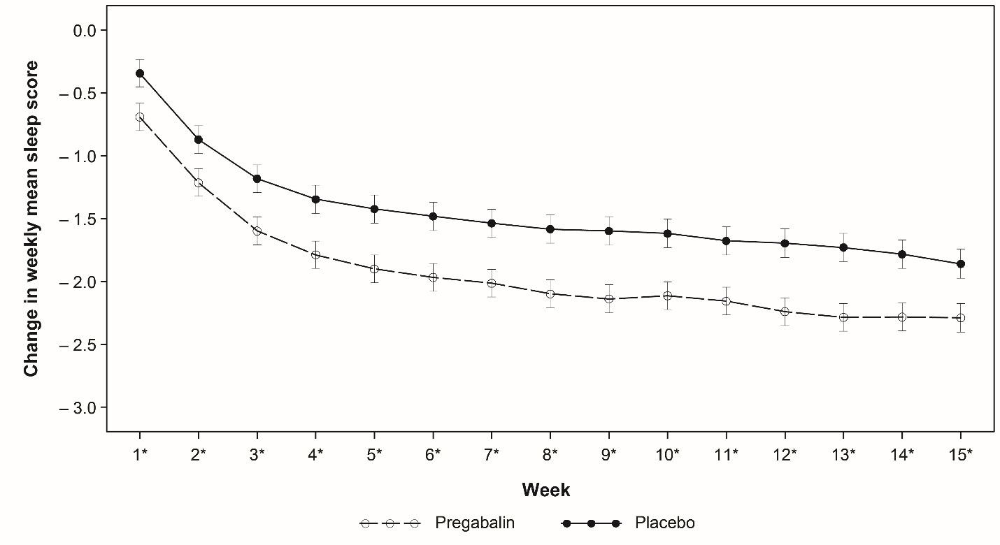 Change in weekly mean sleep score
0.0
– 0.5
– 1.0
– 1.5
– 2.0
– 2.5
– 3.0
1* 2* 3* 4* 5* 6* 7* 8* 9* 10* 11* 12* 13* 14* 15*
Week
Pregabalin Placebo